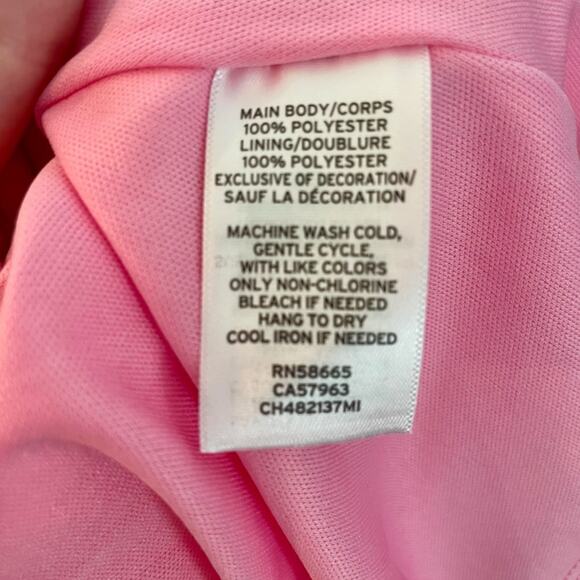 MAIN BODY/CORPS
100% POLYESTER
LINING/DOUBLURE
100% POLYESTER
EXCLUSIVE OF DECORATION/
SAUF LA DÉCORATION
MACHINE WASH COLD,
GENTLE CYCLE,
WITH LIKE COLORS
ONLY NON-CHLORINE
BLEACH IF NEEDED
HANG TO DRY
COOL IRON IF NEEDED
RN58665
CA57963
CH482137MI